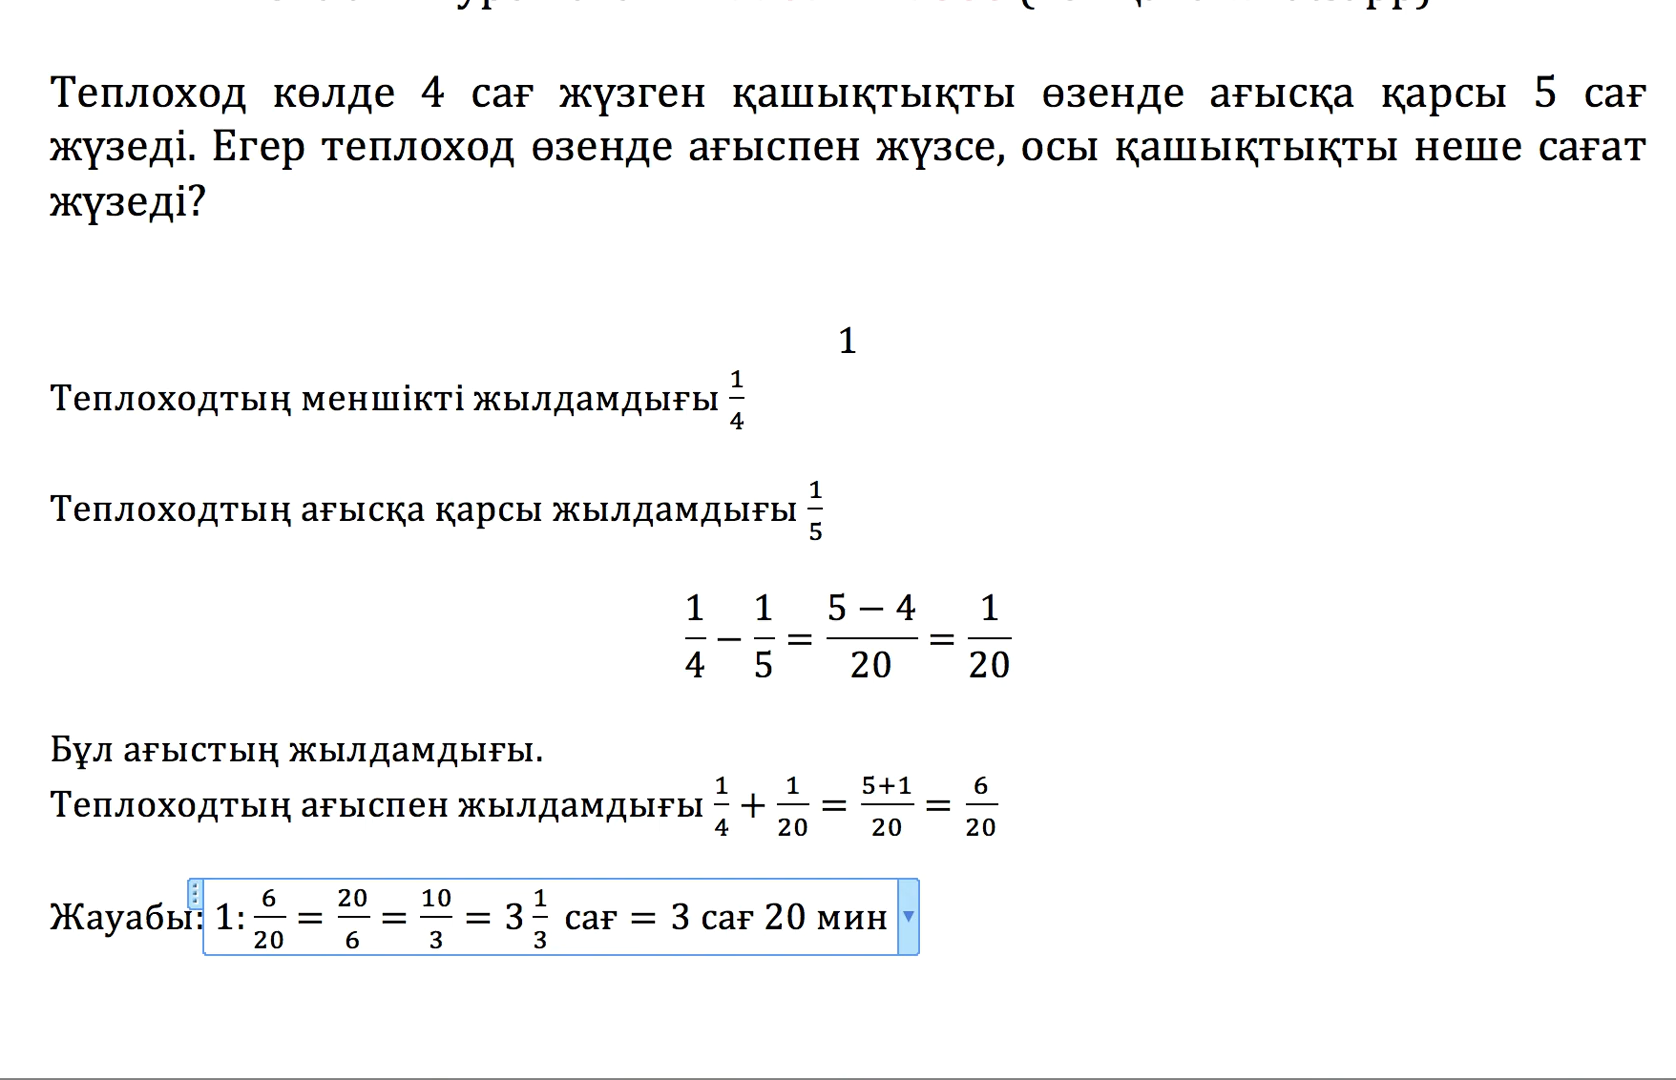 Теплоход көлде 4 сағ жүзген қашықтықты өзенде ағысқа қарсы 5 сағ
жүзеді. Егер теплоход өзенде ағыспен жүзсе, осы қашықтықты неше сағат
жүзеді?
1
Теплоходтың меншікті жылдамдығы 1/4
Теплоходтың ағысқа қарсы жылдамдығы 1/5
1/4 − 1/5 = (5 − 4)/20 = 1/20
Бұл ағыстың жылдамдығы.
Теплоходтың ағыспен жылдамдығы 1/4 + 1/20 = (5+1)/20 = 6/20
Жауабы: 1: 6/20 = 20/6 = 10/3 = 3 1/3 сағ = 3 сағ 20 мин